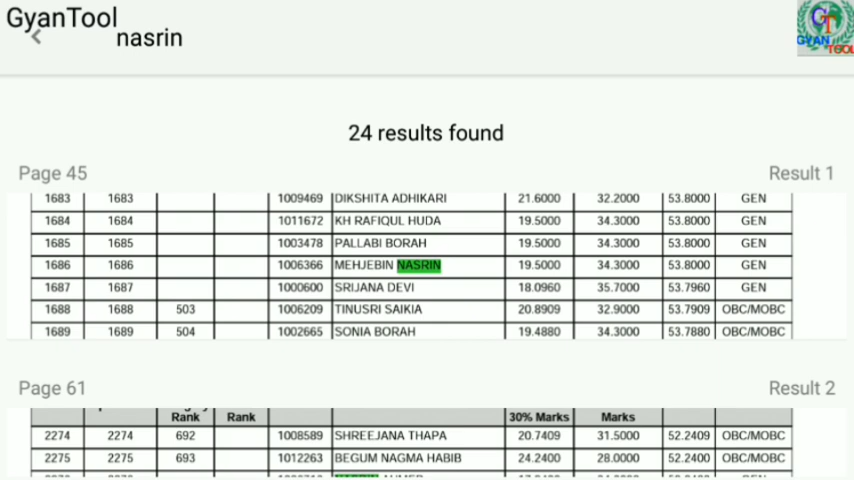 GyanTool
nasrin
GYAN TOOL
24 results found
Page 45 Result 1
1683 1683 1009469 DIKSHITA ADHIKARI 21.6000 32.2000 53.8000 GEN
1684 1684 1011672 KH RAFIQUL HUDA 19.5000 34.3000 53.8000 GEN
1685 1685 1003478 PALLABI BORAH 19.5000 34.3000 53.8000 GEN
1686 1686 1006366 MEHJEBIN NASRIN 19.5000 34.3000 53.8000 GEN
1687 1687 1000600 SRIJANA DEVI 18.0960 35.7000 53.7960 GEN
1688 1688 503 1006209 TINUSRI SAIKIA 20.8909 32.9000 53.7909 OBC/MOBC
1689 1689 504 1002665 SONIA BORAH 19.4880 34.3000 53.7880 OBC/MOBC
Page 61 Result 2
Rank Rank 30% Marks Marks
2274 2274 692 1008589 SHREEJANA THAPA 20.7409 31.5000 52.2409 OBC/MOBC
2275 2275 693 1012263 BEGUM NAGMA HABIB 24.2400 28.0000 52.2400 OBC/MOBC